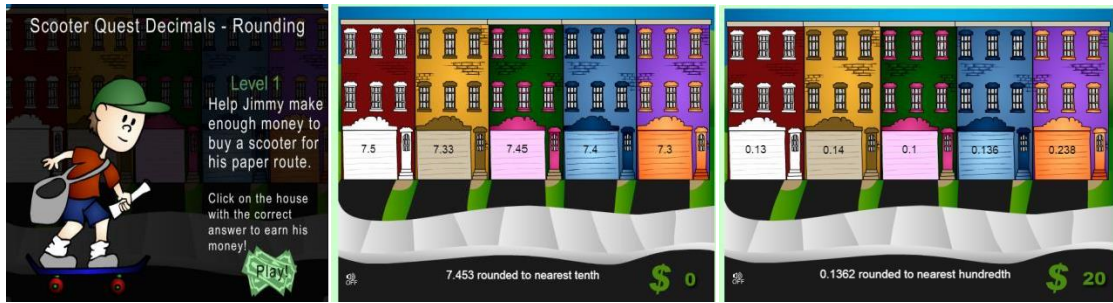 Scooter Quest Decimals - Rounding
Level 1
Help Jimmy make
enough money to
buy a scooter for
his paper route.
Click on the house
with the correct
answer to earn his
money!
Play!
7.5 7.33 7.45 7.4 7.3
OFF
7.453 rounded to nearest tenth
$ 0
0.13 0.14 0.1 0.136 0.238
OFF
0.1362 rounded to nearest hundredth
$ 20